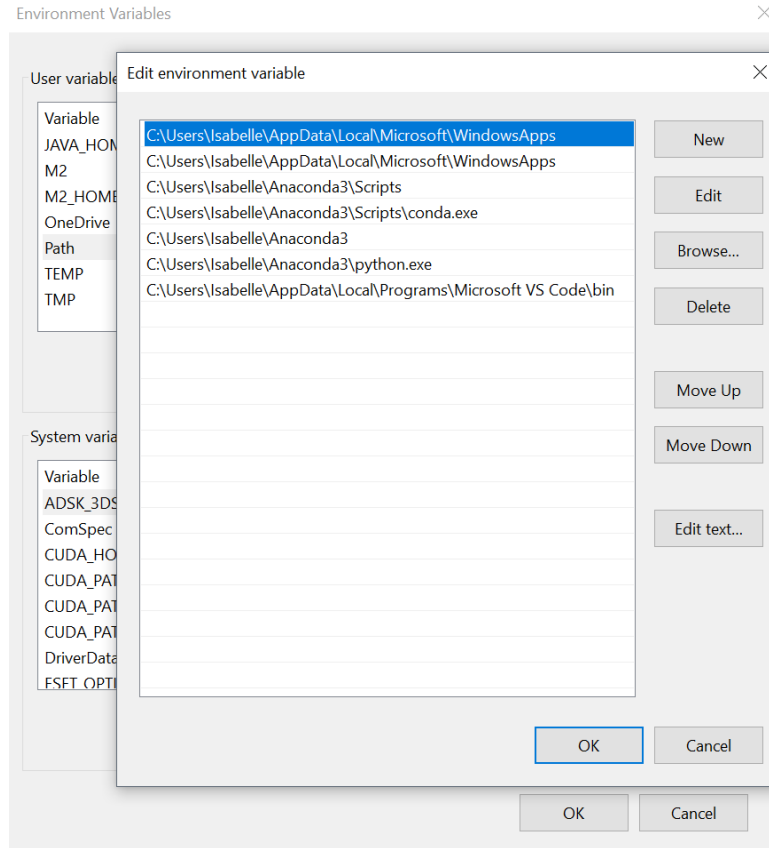 Environment Variables
User variable
Edit environment variable
Variable
JAVA_HOM
M2
M2_HOME
OneDrive
Path
TEMP
TMP
C:\Users\Isabelle\AppData\Local\Microsoft\WindowsApps
C:\Users\Isabelle\AppData\Local\Microsoft\WindowsApps
C:\Users\Isabelle\Anaconda3\Scripts
C:\Users\Isabelle\Anaconda3\Scripts\conda.exe
C:\Users\Isabelle\Anaconda3
C:\Users\Isabelle\Anaconda3\python.exe
C:\Users\Isabelle\AppData\Local\Programs\Microsoft VS Code\bin
New
Edit
Browse...
Delete
Move Up
Move Down
Edit text...
System varia
Variable
ADSK_3DS
ComSpec
CUDA_HO
CUDA_PAT
CUDA_PAT
CUDA_PAT
DriverData
ESET_OPTI
OK
Cancel
OK
Cancel